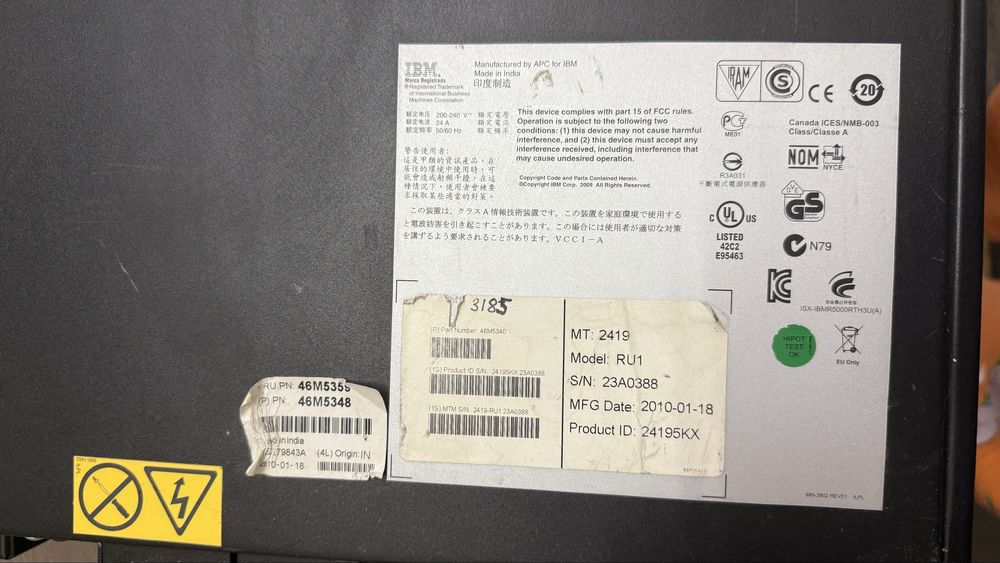 IBM.
Marca Registrada
® Registered Trademark
of International Business
Machines Corporation
Manufactured by APC for IBM
Made in India
印度制造
额定电压 200-240 V~ 額定電壓
额定电流 24 A 額定電流
额定频率 50/60 Hz 額定頻率
警告使用者:
這是甲類的資訊產品，在
居住的環境中使用時，可
能會造成射頻干擾，在這
種情況下，使用者會被要
求採取某些適當的對策。
This device complies with part 15 of FCC rules.
Operation is subject to the following two
conditions: (1) this device may not cause harmful
interference, and (2) this device must accept any
interference received, including interference that
may cause undesired operation.
Copyright Code and Parts Contained Herein.
©Copyright IBM Corp. 2009 All Rights Reserved.
この装置は、クラスA情報技術装置です。この装置を家庭環境で使用する
と電波妨害を引き起こすことがあります。この場合には使用者が適切な対策
を講ずるよう要求されることがあります。VCCI-A
IRAM
S
CE
20
ME01
Canada ICES/NMB-003
Class/Classe A
NOM
NYCE
R3A031
不斷電式電源供應器
C UL US
LISTED
42C2
E95463
GS
N79
ISX-IBMR5000RTH3U(A)
HIPOT
TEST
OK
EU Only
3185
(P) Part Number: 46M5340
(1S) Product ID S/N: 24195KX 23A0388
(1S) MTM S/N: 2419-RU1 23A0388
MT: 2419
Model: RU1
S/N: 23A0388
MFG Date: 2010-01-18
Product ID: 24195KX
RU PN: 46M5359
P) PN: 46M5348
in India
79843A (4L) Origin: IN
2010-01-18
885-3902 REV01 ILPL